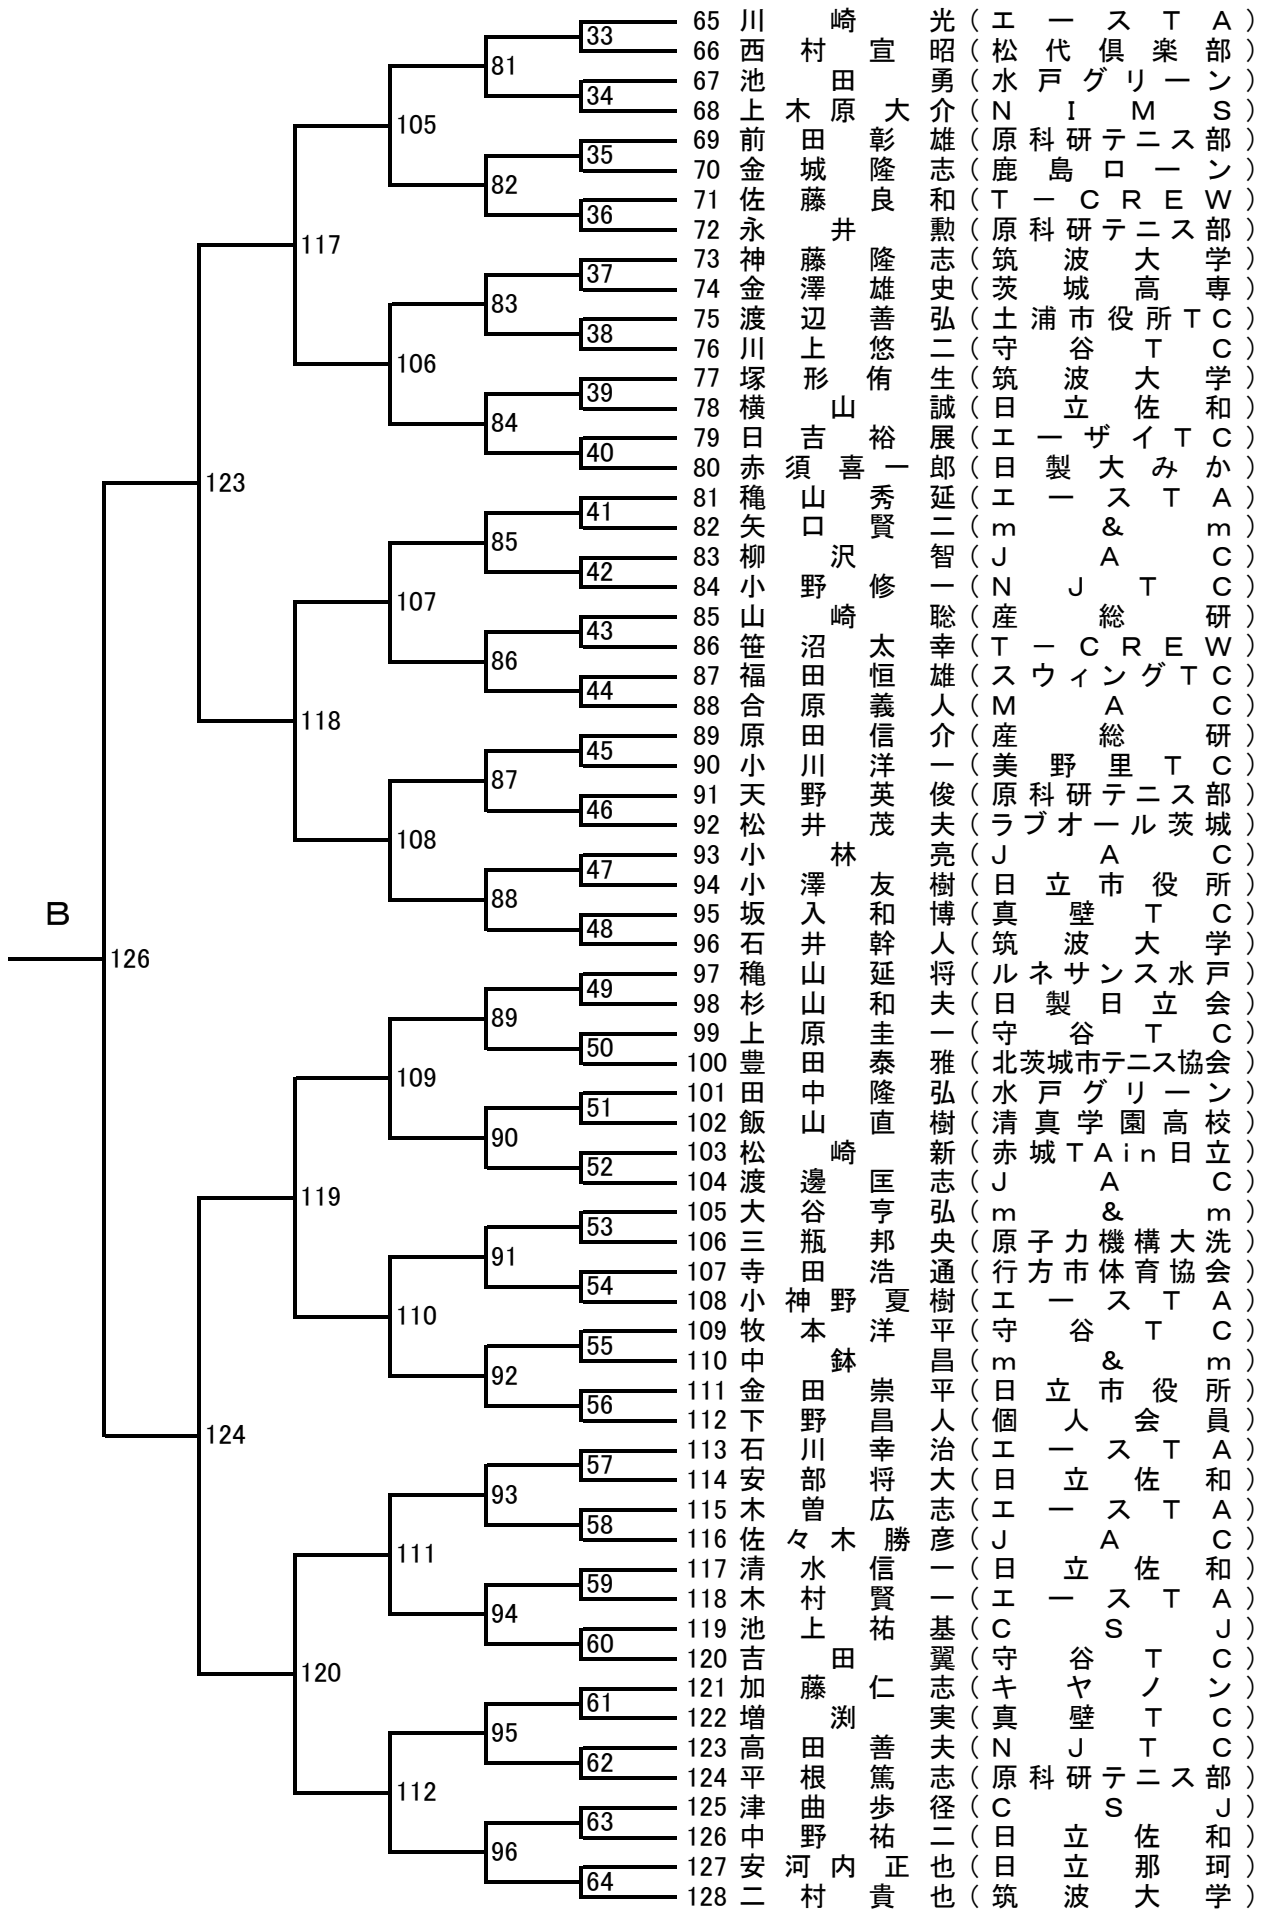 65 川崎光（エースTA）
33
66 西村宣昭（松代倶楽部）
81
67 池田勇（水戸グリーン）
34
68 上木原大介（NIMS）
105
69 前田彰雄（原科研テニス部）
35
70 金城隆志（鹿島ローン）
82
71 佐藤良和（T－CREW）
36
72 永井勲（原科研テニス部）
117
73 神藤隆志（筑波大学）
37
74 金澤雄史（茨城高専）
83
75 渡辺善弘（土浦市役所TC）
38
76 川上悠二（守谷TC）
106
77 塚形侑生（筑波大学）
39
78 横山誠（日立佐和）
84
79 日吉裕展（エーザイTC）
40
80 赤須喜一郎（日製大みか）
123
81 穐山秀延（エースTA）
41
82 矢口賢二（m&m）
85
83 柳沢智（JAC）
42
84 小野修一（NJTC）
107
85 山崎聡（産総研）
43
86 笹沼太幸（T－CREW）
86
87 福田恒雄（スウィングTC）
44
88 合原義人（MAC）
118
89 原田信介（産総研）
45
90 小川洋一（美野里TC）
87
91 天野英俊（原科研テニス部）
46
92 松井茂夫（ラブオール茨城）
108
93 小林亮（JAC）
47
94 小澤友樹（日立市役所）
88
95 坂入和博（真壁TC）
48
96 石井幹人（筑波大学）
B
126
97 穐山延将（ルネサンス水戸）
49
98 杉山和夫（日製日立会）
89
99 上原圭一（守谷TC）
50
100 豊田泰雅（北茨城市テニス協会）
109
101 田中隆弘（水戸グリーン）
51
102 飯山直樹（清真学園高校）
90
103 松崎新（赤城TAin日立）
52
104 渡邊匡志（JAC）
119
105 大谷亨弘（m&m）
53
106 三瓶邦央（原子力機構大洗）
91
107 寺田浩通（行方市体育協会）
54
108 小神野夏樹（エースTA）
110
109 牧本洋平（守谷TC）
55
110 中鉢昌（m&m）
92
111 金田崇平（日立市役所）
56
112 下野昌人（個人会員）
124
113 石川幸治（エースTA）
57
114 安部将大（日立佐和）
93
115 木曽広志（エースTA）
58
116 佐々木勝彦（JAC）
111
117 清水信一（日立佐和）
59
118 木村賢一（エースTA）
94
119 池上祐基（CSJ）
60
120 吉田翼（守谷TC）
120
121 加藤仁志（キヤノン）
61
122 増渕実（真壁TC）
95
123 高田善夫（NJTC）
62
124 平根篤志（原科研テニス部）
112
125 津曲歩径（CSJ）
63
126 中野祐二（日立佐和）
96
127 安河内正也（日立那珂）
64
128 二村貴也（筑波大学）